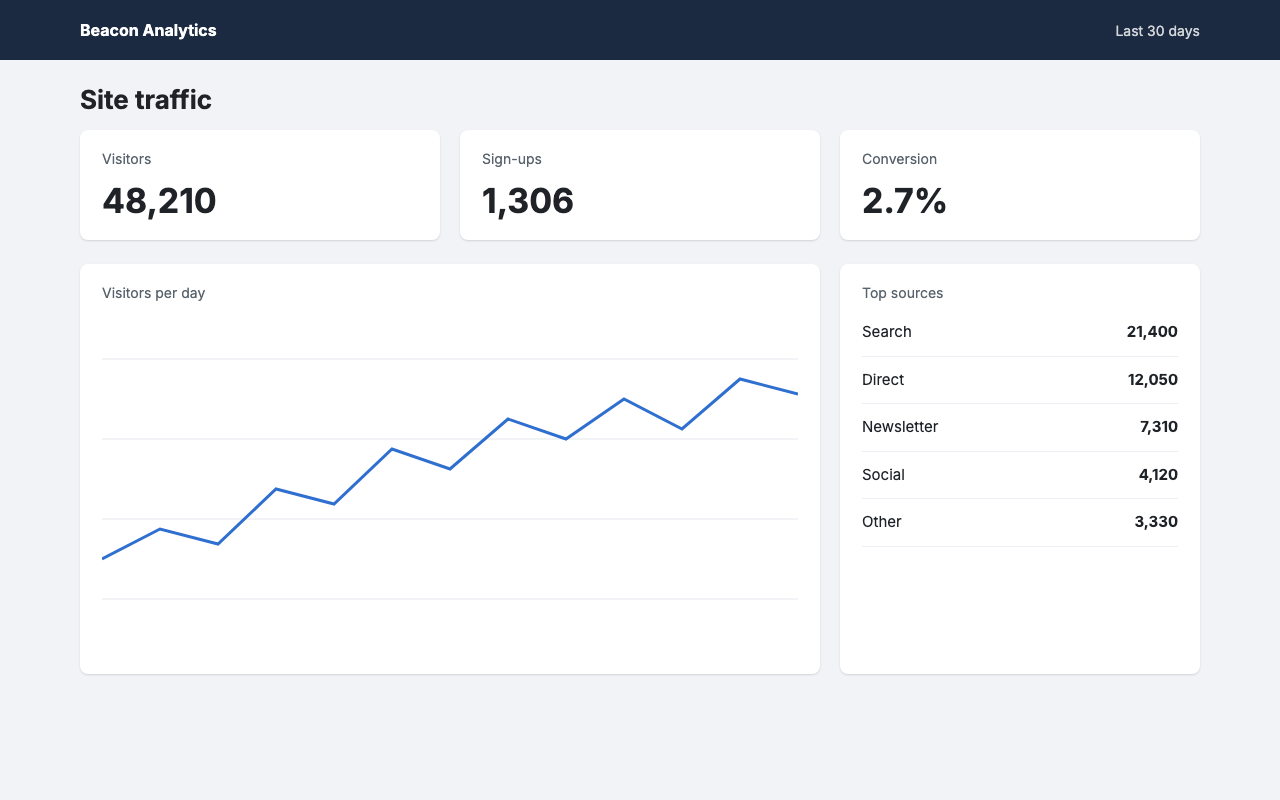 Beacon Analytics
Last 30 days
Site traffic
Visitors
48,210
Sign-ups
1,306
Conversion
2.7%
Visitors per day
Top sources
Search 21,400
Direct 12,050
Newsletter 7,310
Social 4,120
Other 3,330